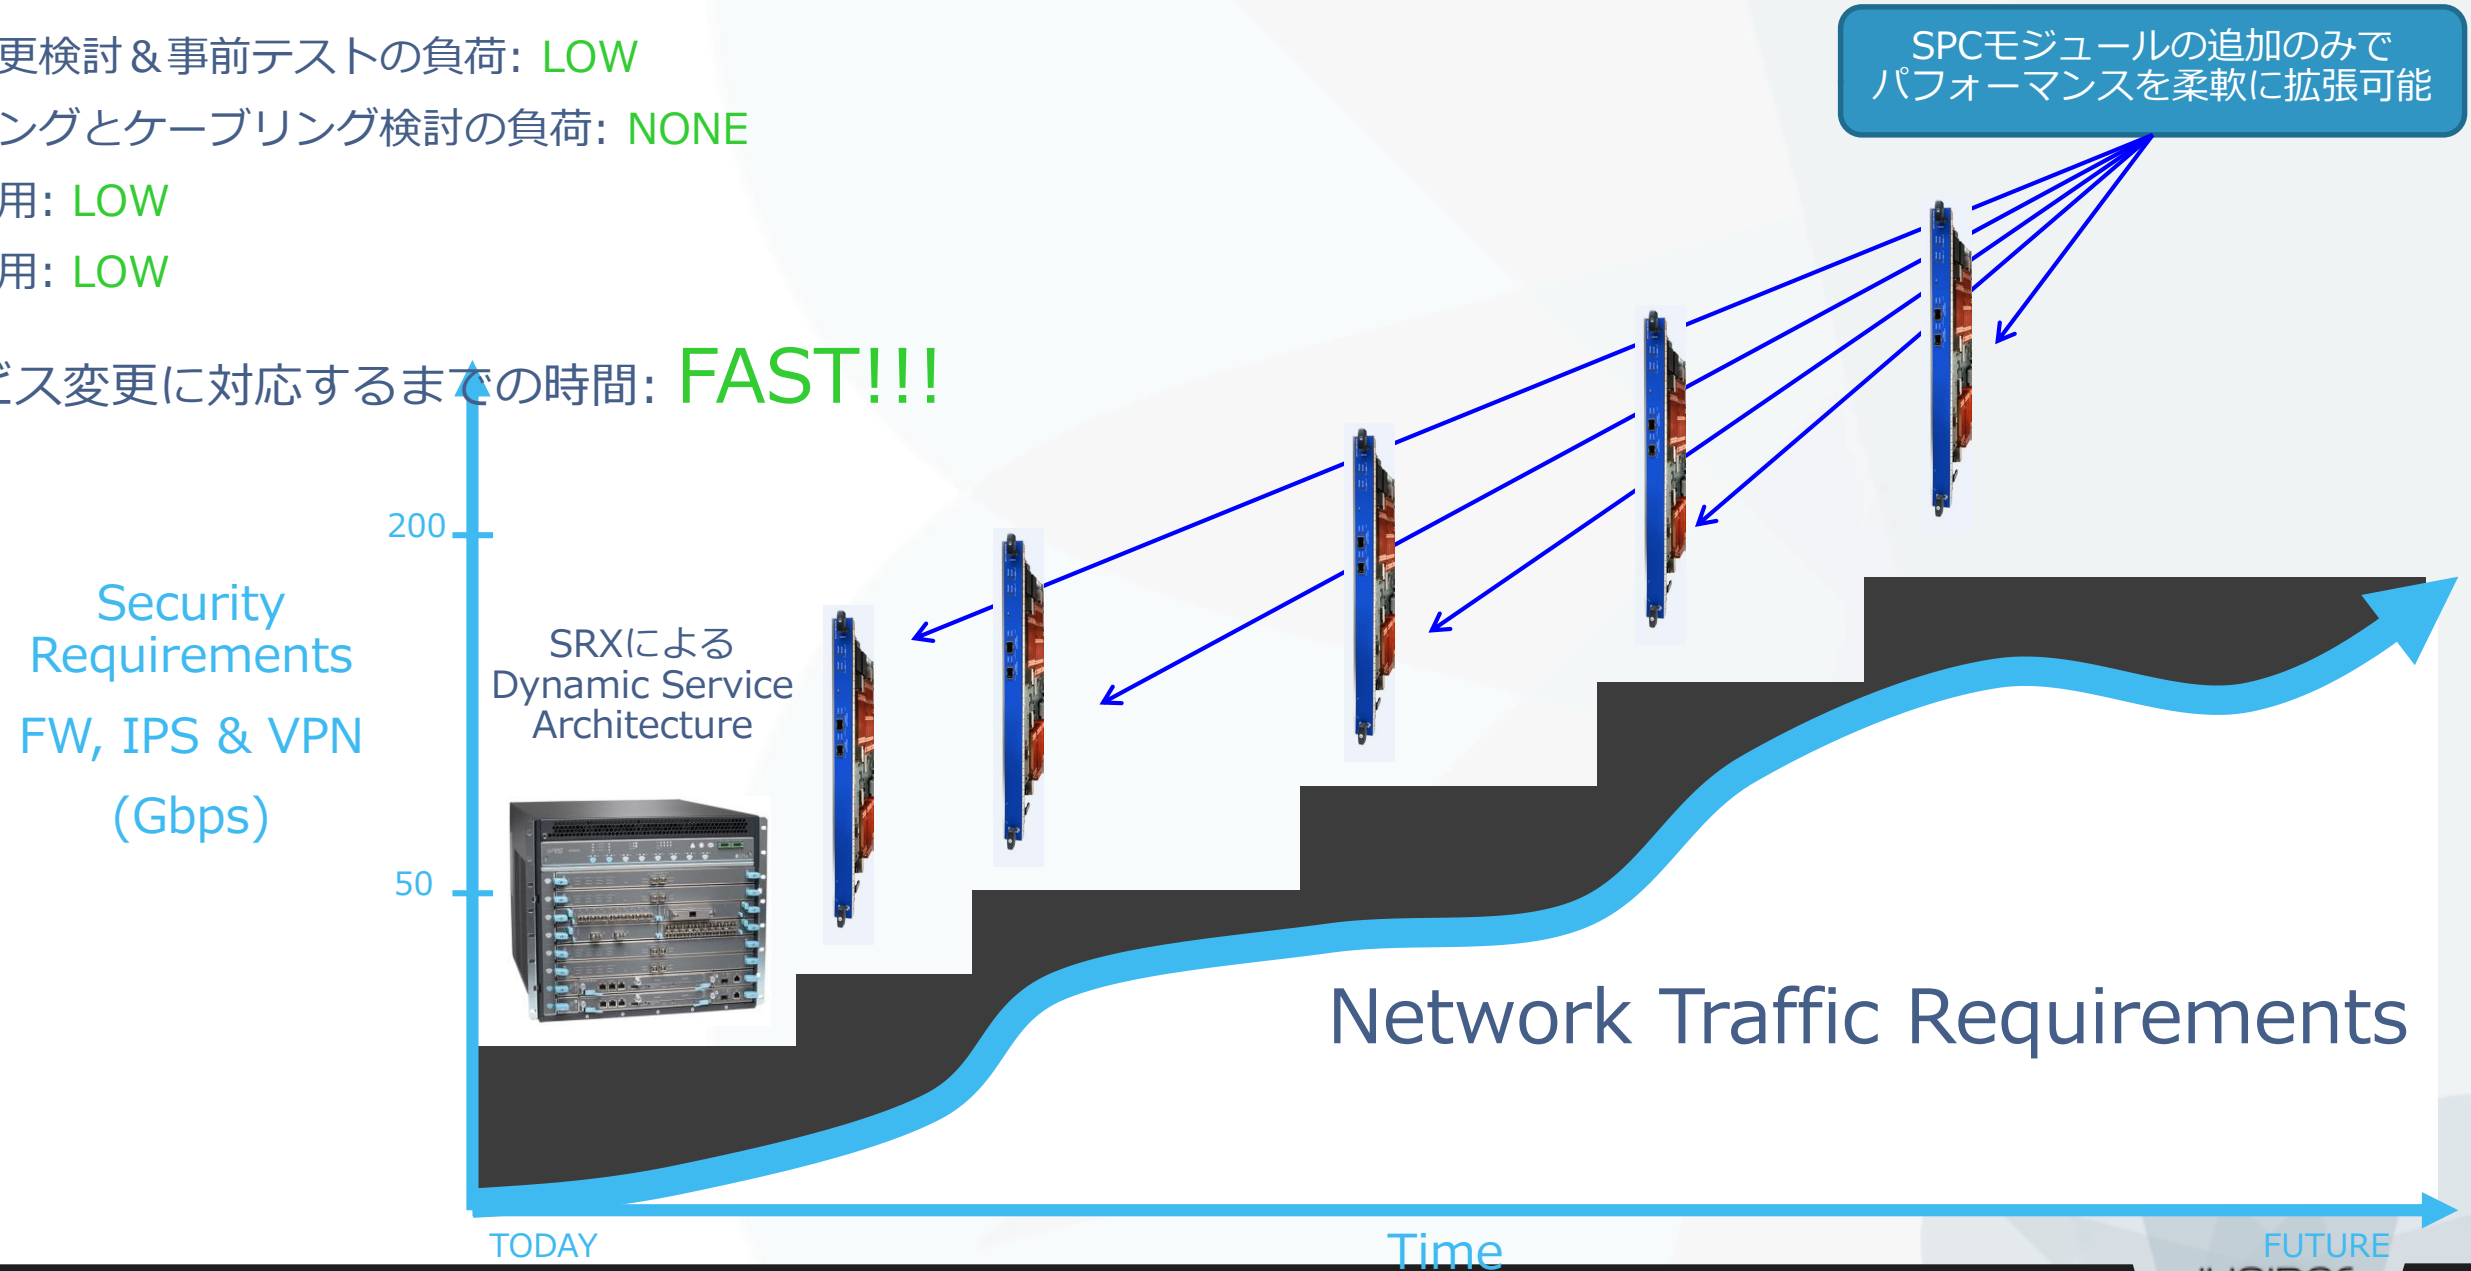 更検討＆事前テストの負荷: LOW
ングとケーブリング検討の負荷: NONE
用: LOW
用: LOW
ビス変更に対応するまでの時間: FAST!!!
SPCモジュールの追加のみで
パフォーマンスを柔軟に拡張可能
200
50
Security
Requirements
FW, IPS & VPN
(Gbps)
SRXによる
Dynamic Service
Architecture
Network Traffic Requirements
TODAY
Time
FUTURE